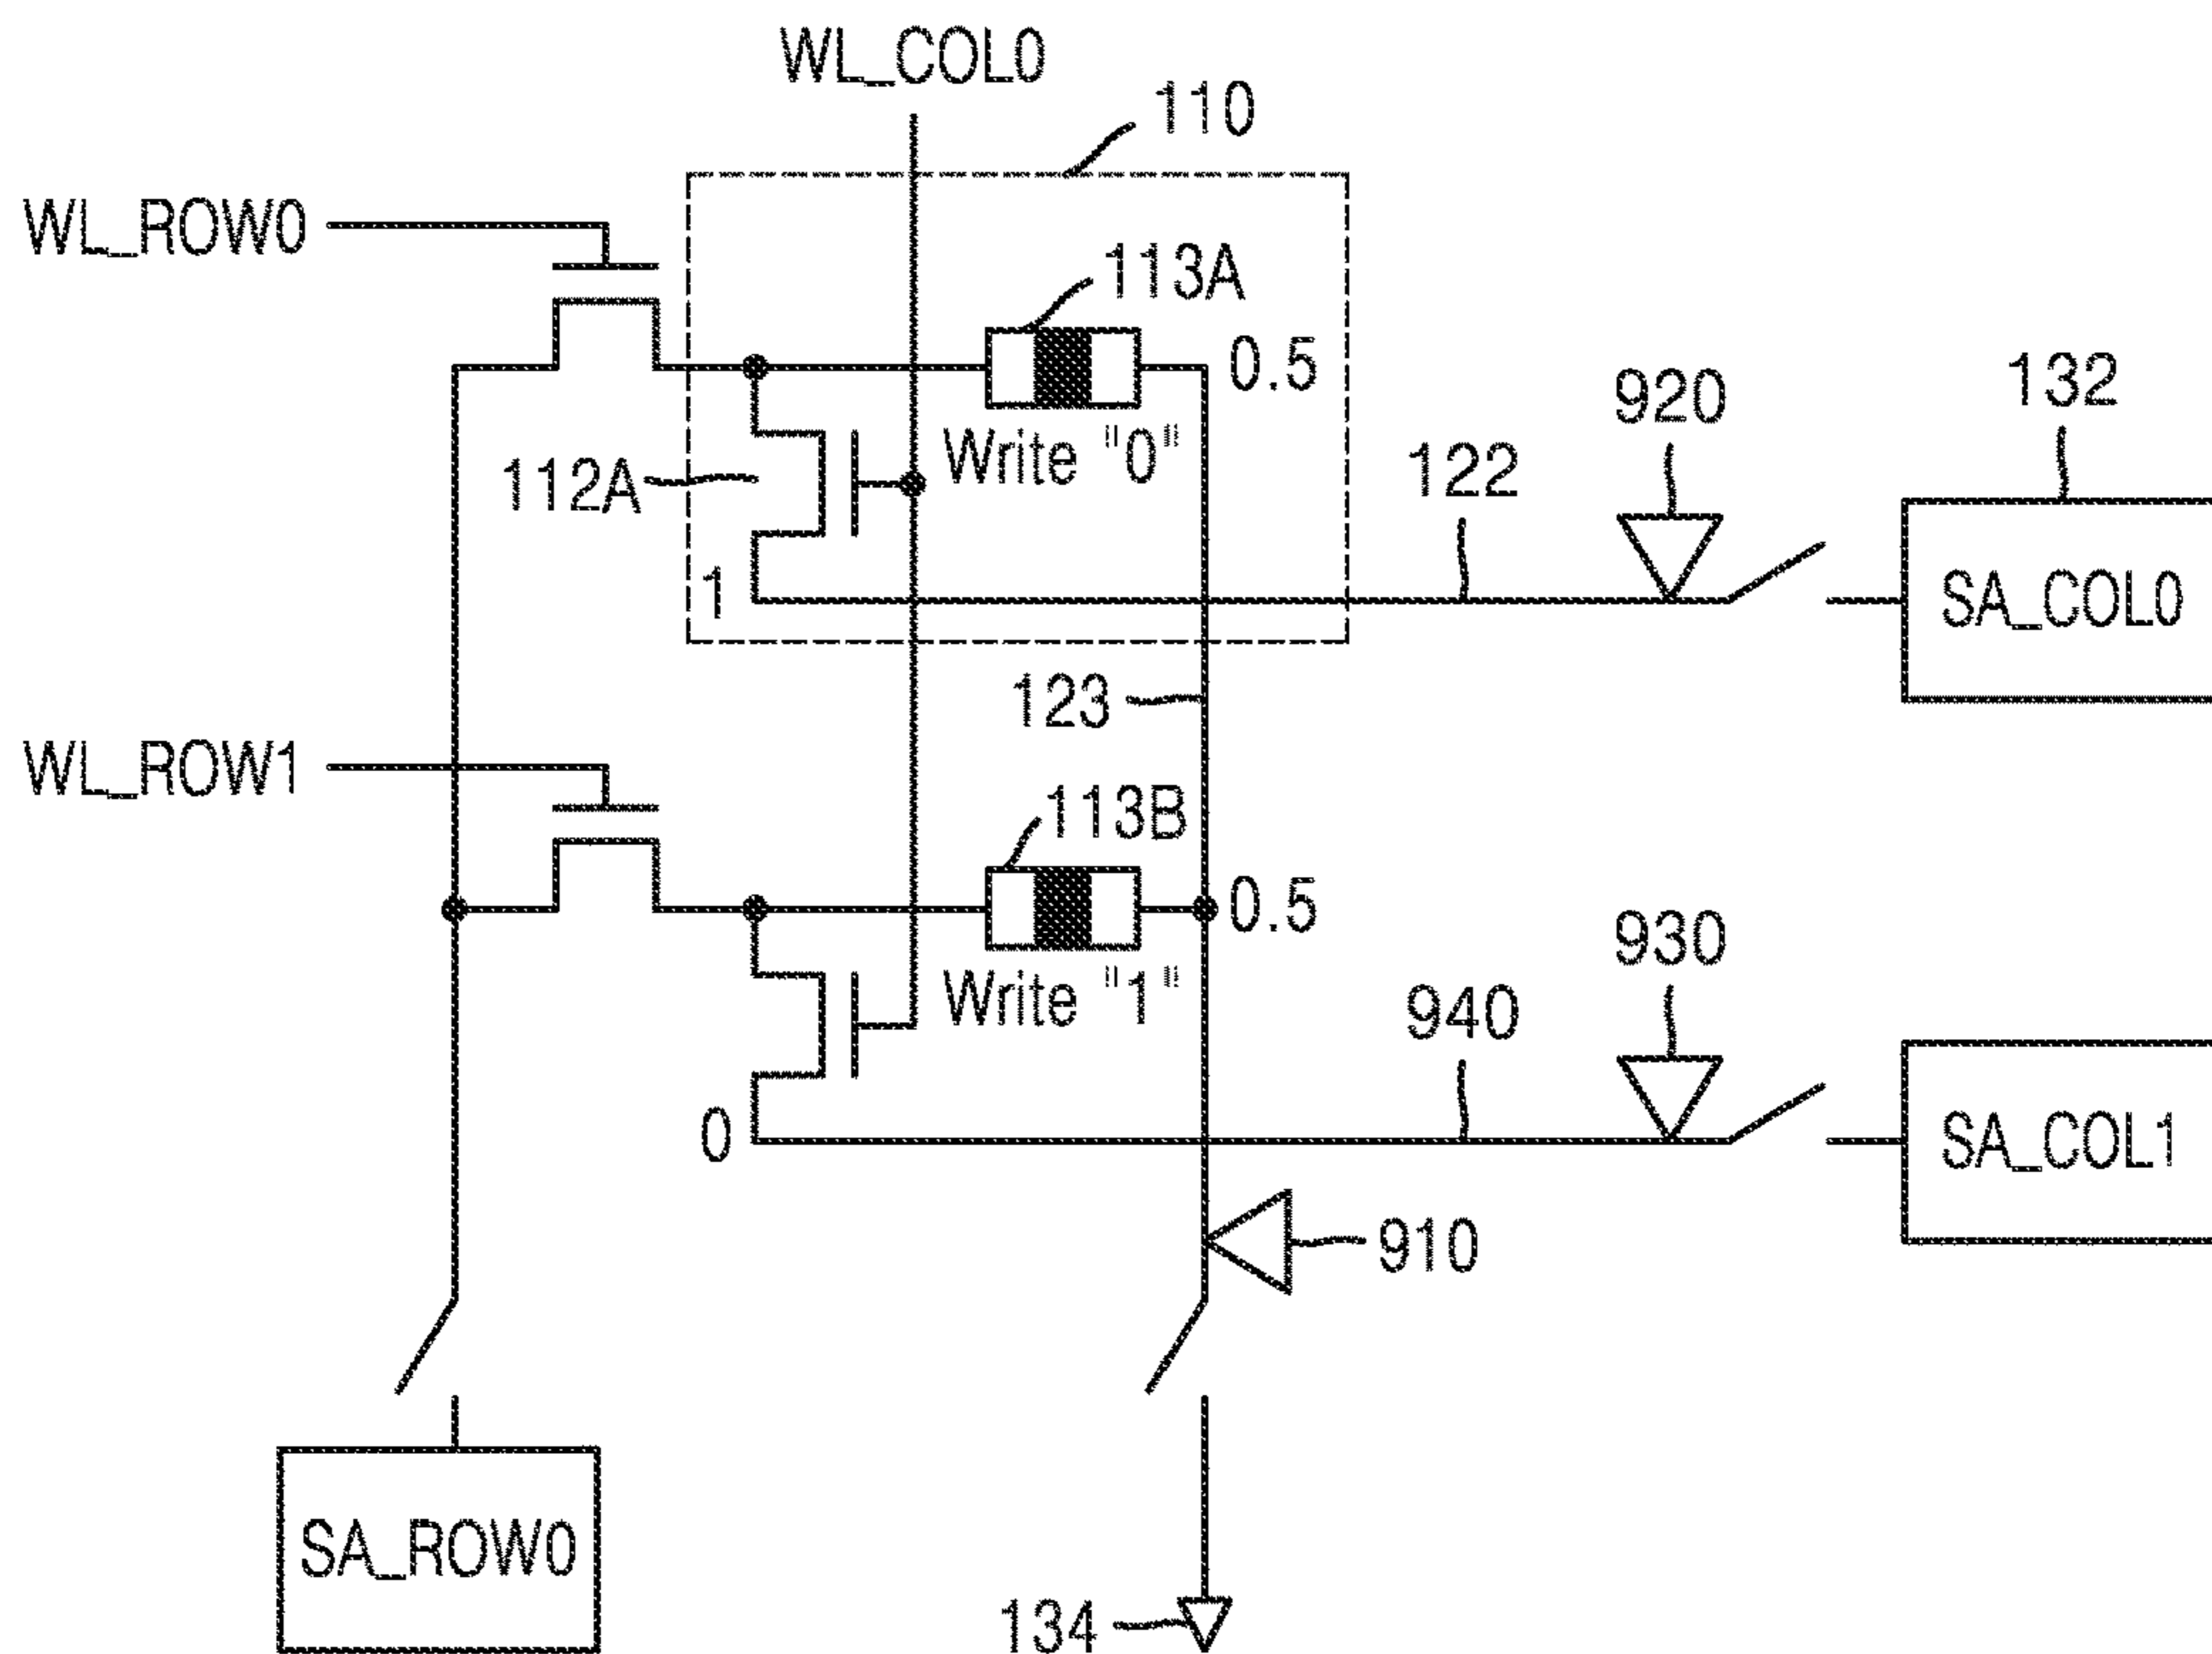 WL_COL0
110
WL_ROW0
113A
0.5
920
132
112A
Write "0"
122
1
SA_COL0
123
WL_ROW1
113B
0.5
930
Write "1"
940
0
SA_COL1
910
SA_ROW0
134